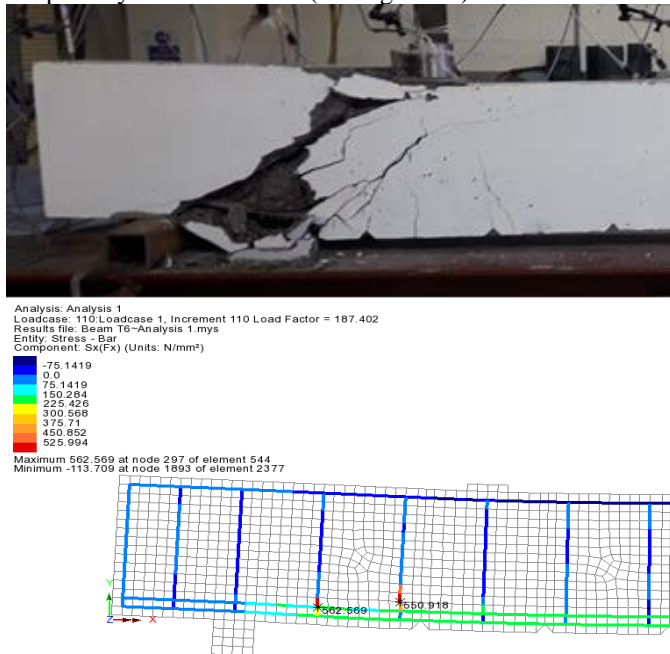 Analysis: Analysis 1
Loadcase: 110:Loadcase 1, Increment 110 Load Factor = 187.402
Results file: Beam T6~Analysis 1.mys
Entity: Stress - Bar
Component: Sx(Fx) (Units: N/mm²)
-75.1419
0.0
75.1419
150.284
225.426
300.568
375.71
450.852
525.994
Maximum 562.569 at node 297 of element 544
Minimum -113.709 at node 1893 of element 2377
Y
Z
X
562.569
550.918